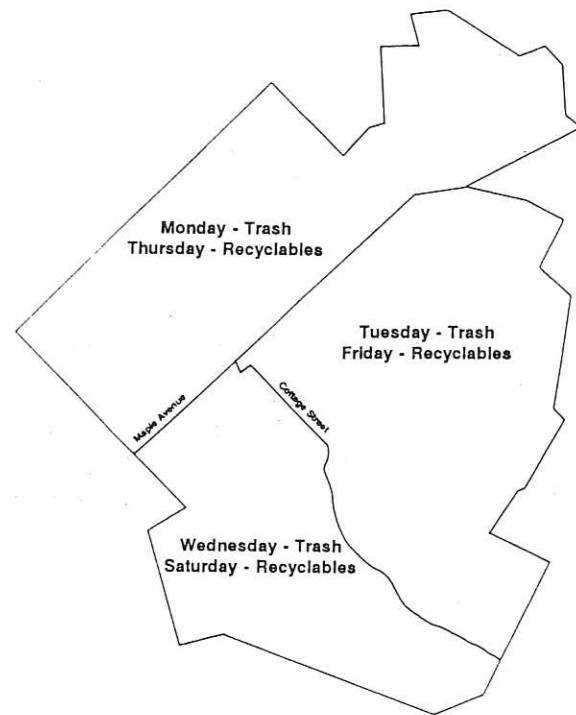 Monday - Trash
Thursday - Recyclables
Tuesday - Trash
Friday - Recyclables
Maple Avenue
Cottage Street
Wednesday - Trash
Saturday - Recyclables